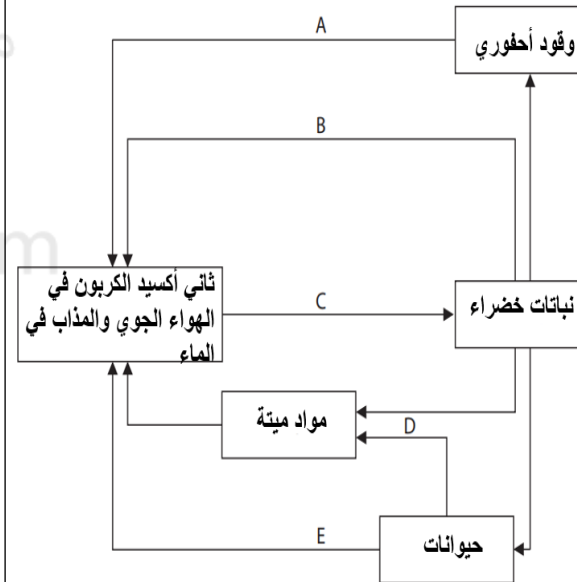 A
وقود أحفوري
B
ثاني أكسيد الكربون في
الهواء الجوي والمذاب في
الماء
C
نباتات خضراء
مواد ميتة
D
E
حيوانات
m